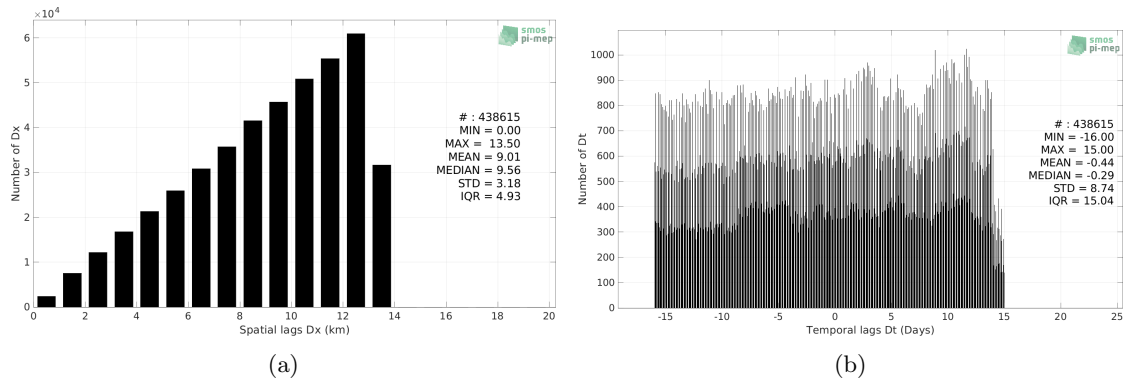 ×10⁴
6
5
4
3
2
1
0
0 2 4 6 8 10 12 14 16 18 20
Number of Dx
Spatial lags Dx (km)
smos
pi-mep
# : 438615
MIN = 0.00
MAX = 13.50
MEAN = 9.01
MEDIAN = 9.56
STD = 3.18
IQR = 4.93
(a)
1000
900
800
700
600
500
400
300
200
100
0
-15 -10 -5 0 5 10 15 20 25
Number of Dt
Temporal lags Dt (Days)
smos
pi-mep
# : 438615
MIN = -16.00
MAX = 15.00
MEAN = -0.44
MEDIAN = -0.29
STD = 8.74
IQR = 15.04
(b)